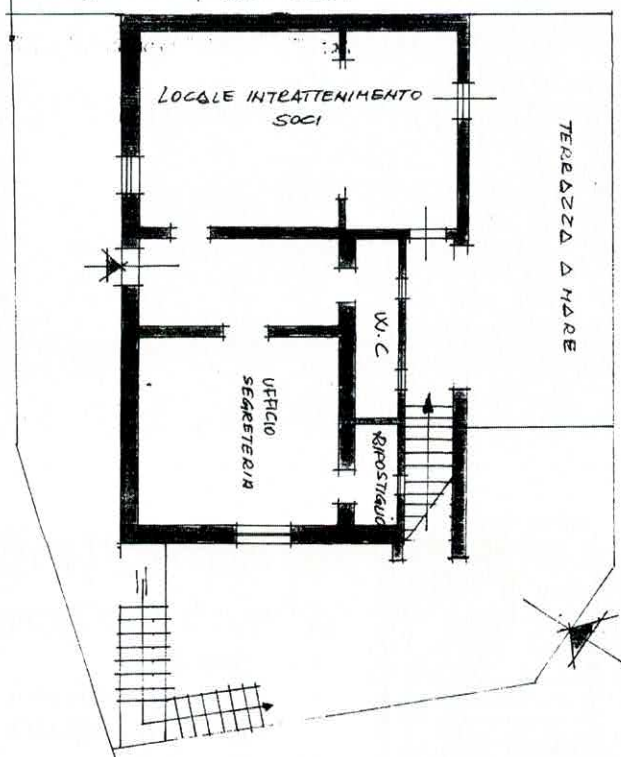 LOCALE INTRATTENIMENTO
SOCI
TERRAZZA A MARE
W.C
UFFICIO
SEGRETERIA
RIPOSTIGLIO